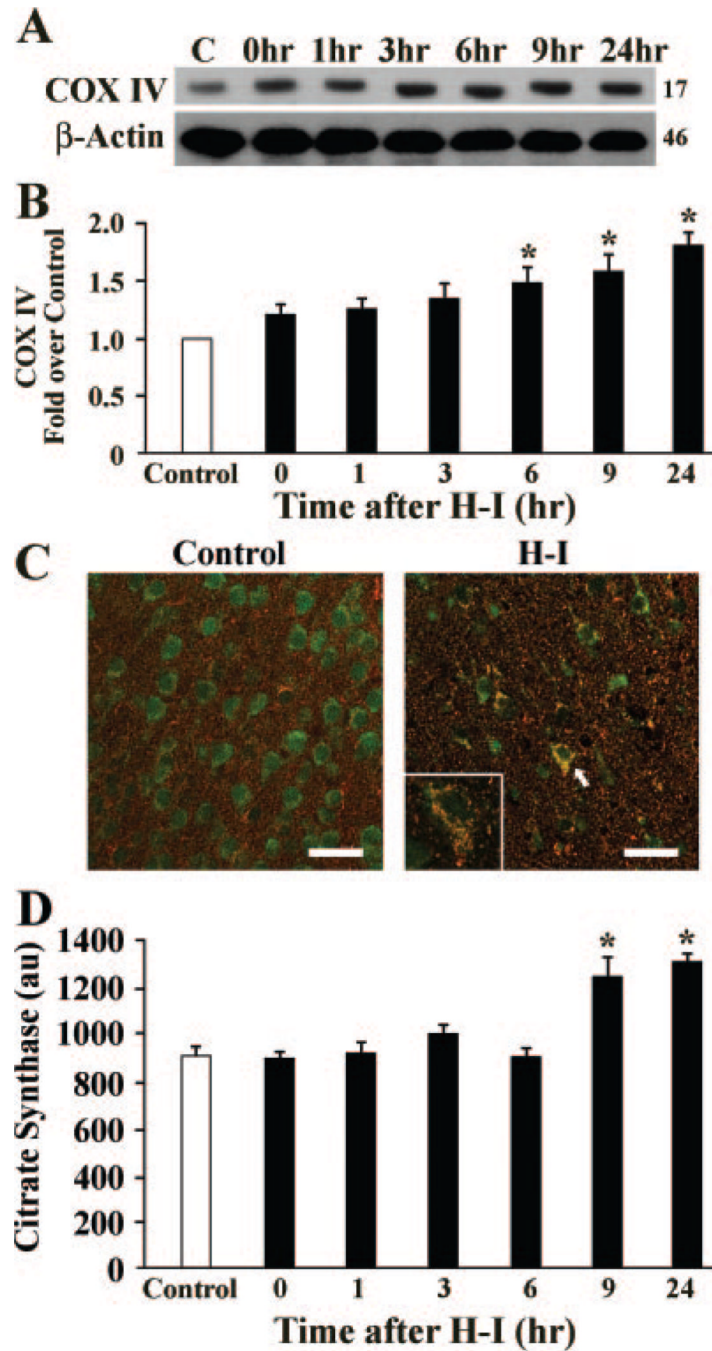 A
C 0hr 1hr 3hr 6hr 9hr 24hr
COX IV 17
β-Actin 46
B
COX IV
Fold over Control
2.0
1.5
1.0
0.5
0
* * *
Control 0 1 3 6 9 24
Time after H-I (hr)
C
Control H-I
D
Citrate Synthase (au)
1400
1200
1000
800
600
400
200
0
* *
Control 0 1 3 6 9 24
Time after H-I (hr)